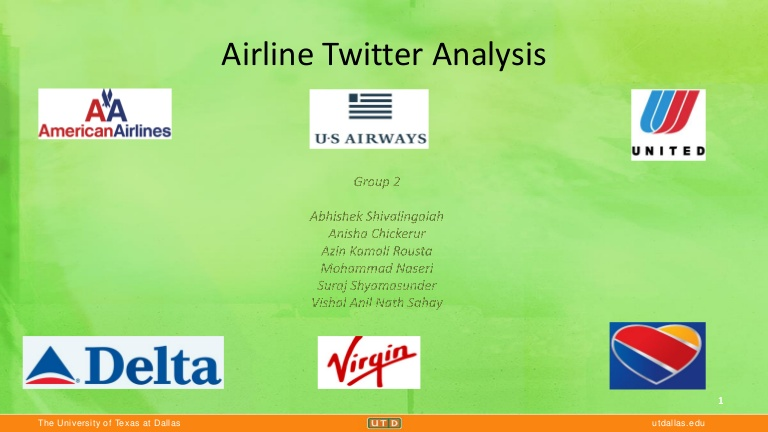 Airline Twitter Analysis
AA
AmericanAirlines
U·S AIRWAYS
UNITED
Group 2
Abhishek Shivalingaiah
Anisha Chickerur
Azin Kamali Rousta
Mohammad Naseri
Suraj Shyamasunder
Vishal Anil Nath Sahay
Delta
Virgin
1
The University of Texas at Dallas
UTD
utdallas.edu